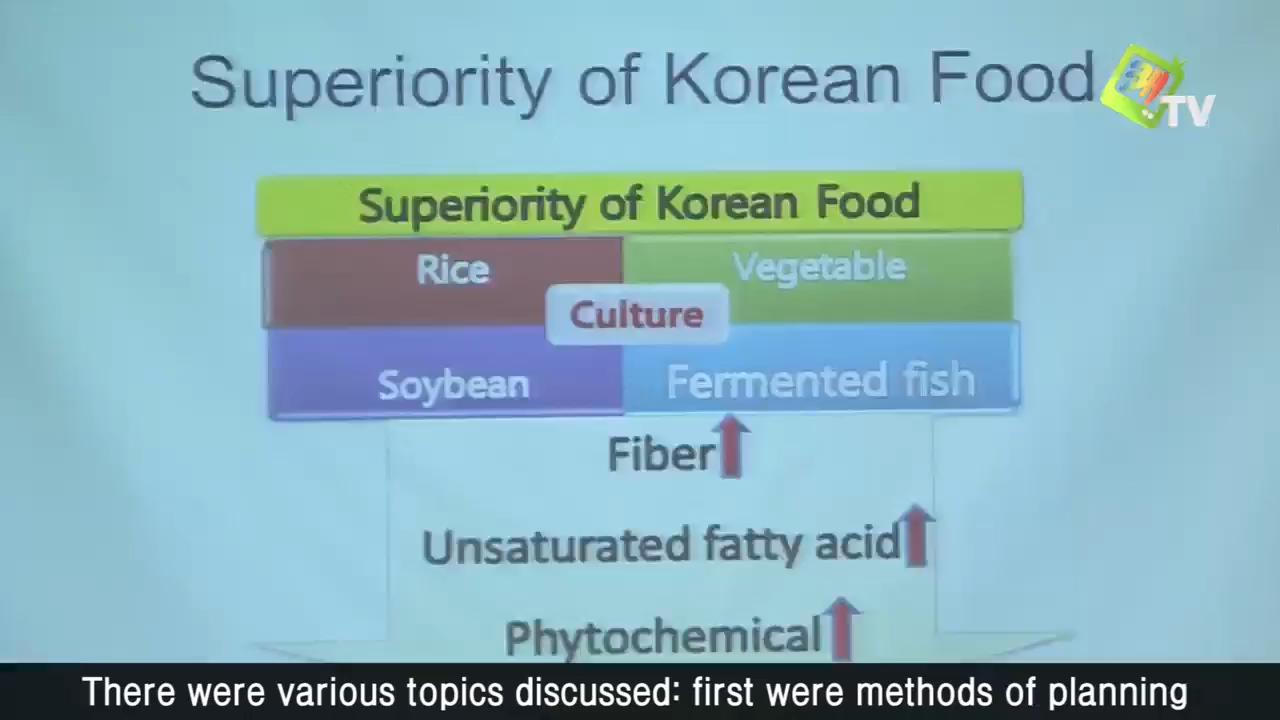 Superiority of Korean Food
TV
Superiority of Korean Food
Rice
Vegetable
Culture
Soybean
Fermented fish
Fiber
Unsaturated fatty acid
Phytochemical
There were various topics discussed: first were methods of planning